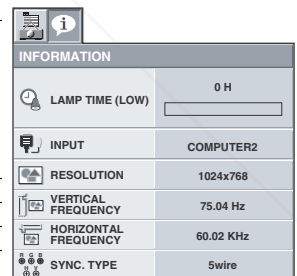 INFORMATION
LAMP TIME (LOW)
0 H
INPUT
COMPUTER2
RESOLUTION
1024x768
VERTICAL
FREQUENCY
75.04 Hz
HORIZONTAL
FREQUENCY
60.02 KHz
R G B
H V
SYNC. TYPE
5wire